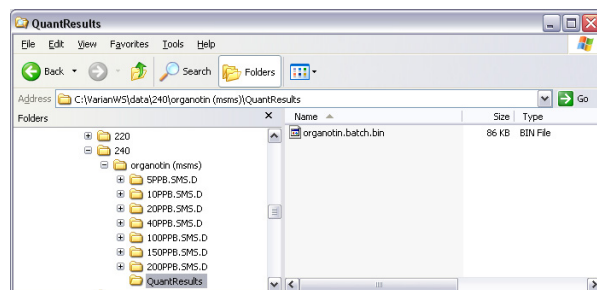 QuantResults
File Edit View Favorites Tools Help
Back Search Folders
Address C:\VarianWS\data\240\organotin (msms)\QuantResults Go
Folders × Name Size Type
220 organotin.batch.bin 86 KB BIN File
240
organotin (msms)
5PPB.SMS.D
10PPB.SMS.D
20PPB.SMS.D
40PPB.SMS.D
100PPB.SMS.D
150PPB.SMS.D
200PPB.SMS.D
QuantResults